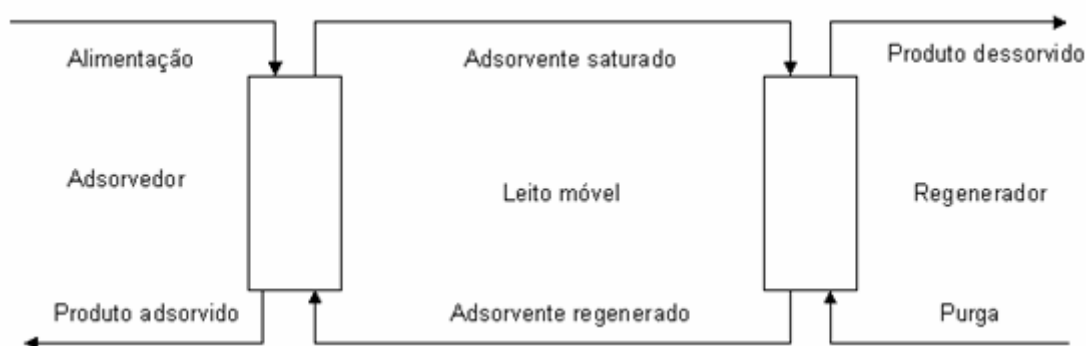 Alimentação
Adsorvente saturado
Produto dessorvido
Adsorvedor
Leito móvel
Regenerador
Produto adsorvido
Adsorvente regenerado
Purga